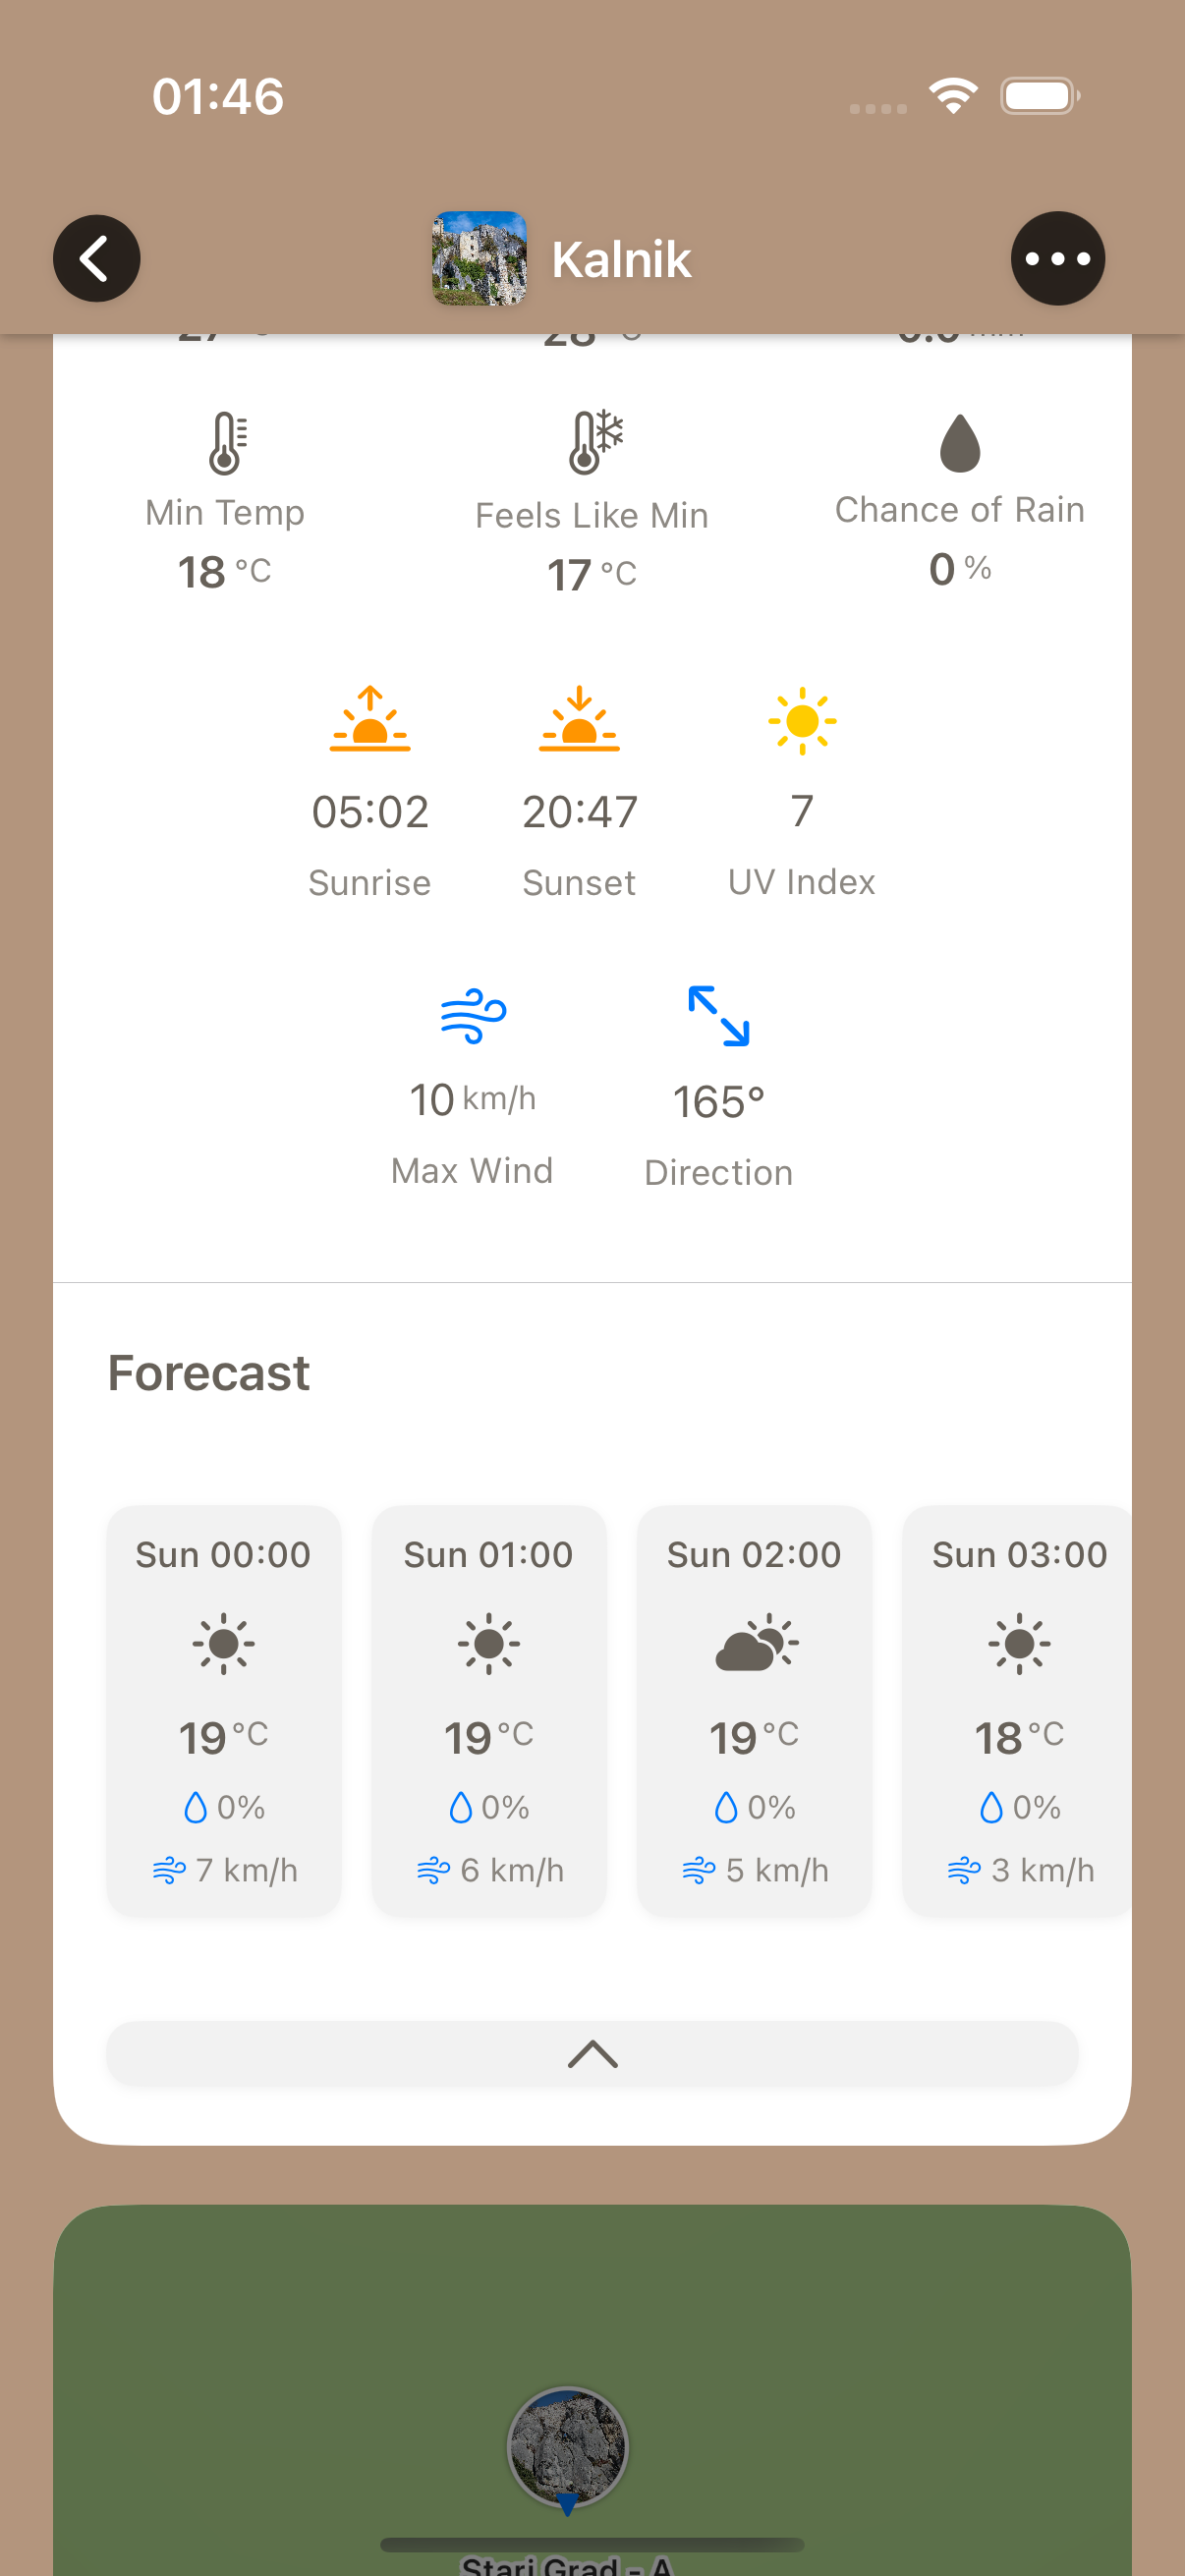 01:46
Kalnik
Min Temp
18 °C
Feels Like Min
17 °C
Chance of Rain
0 %
05:02
Sunrise
20:47
Sunset
7
UV Index
10 km/h
Max Wind
165°
Direction
Forecast
Sun 00:00
19 °C
0%
7 km/h
Sun 01:00
19 °C
0%
6 km/h
Sun 02:00
19 °C
0%
5 km/h
Sun 03:00
18 °C
0%
3 km/h
Stari Grad - A